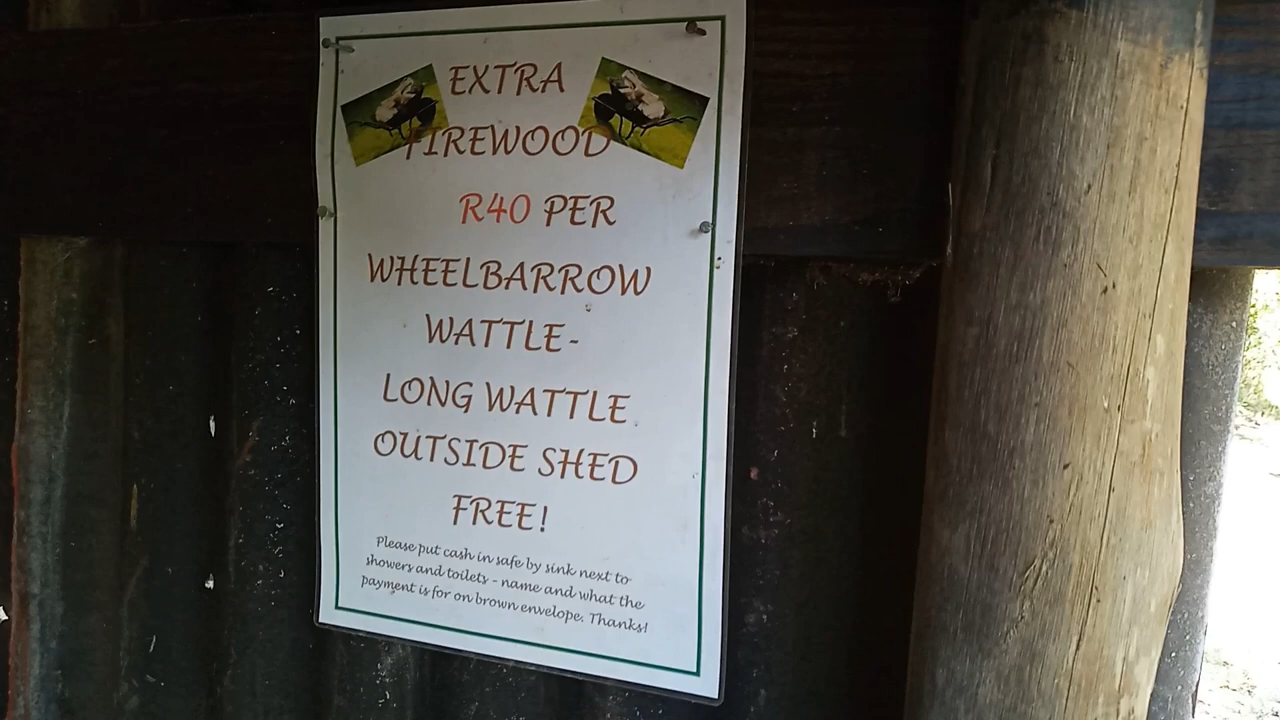 EXTRA
FIREWOOD
R40 PER
WHEELBARROW
WATTLE-
LONG WATTLE
OUTSIDE SHED
FREE!
Please put cash in safe by sink next to
showers and toilets - name and what the
payment is for on brown envelope. Thanks!